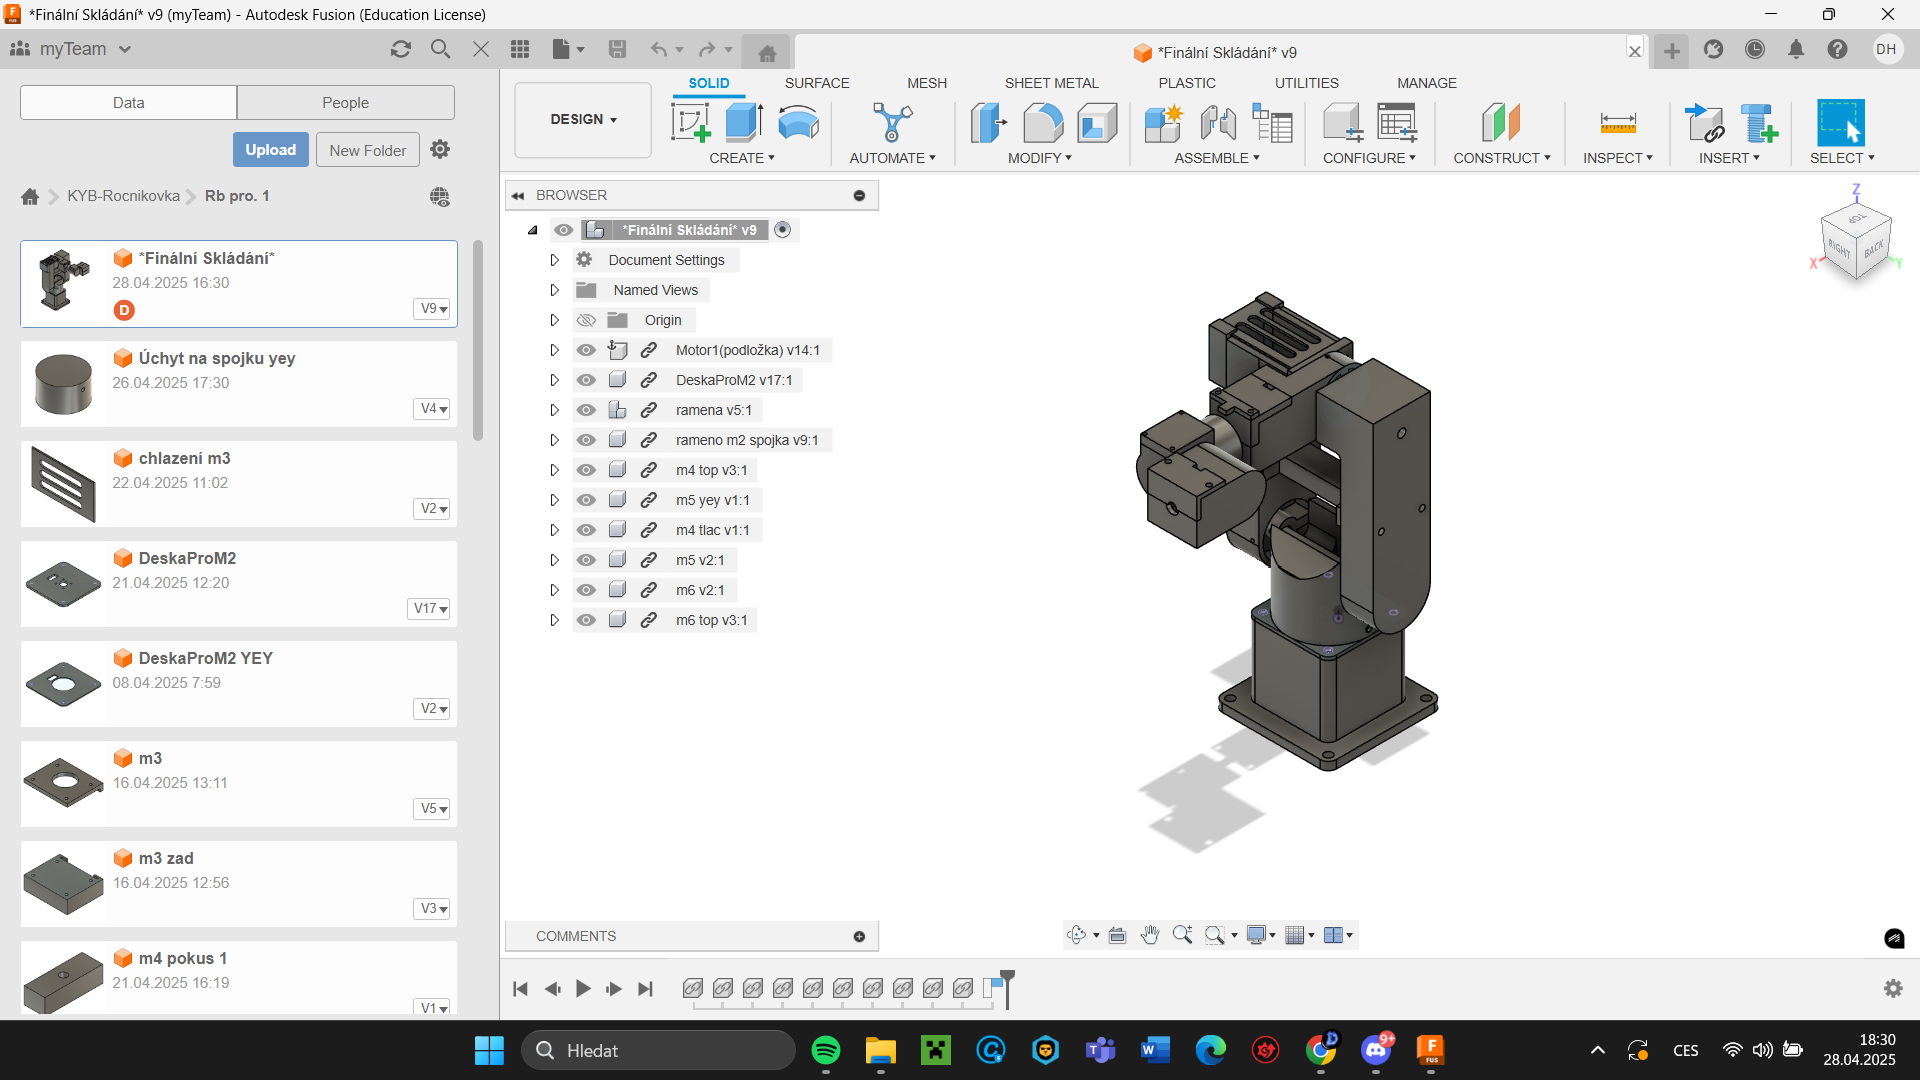 *Finální Skládání* v9 (myTeam) - Autodesk Fusion (Education License)
myTeam
*Finální Skládání* v9
DH
Data
People
Upload
New Folder
KYB-Rocnikovka
Rb pro. 1
*Finální Skládání*
28.04.2025 16:30
D
V9
Úchyt na spojku yey
26.04.2025 17:30
V4
chlazení m3
22.04.2025 11:02
V2
DeskaProM2
21.04.2025 12:20
V17
DeskaProM2 YEY
08.04.2025 7:59
V2
m3
16.04.2025 13:11
V5
m3 zad
16.04.2025 12:56
V3
m4 pokus 1
21.04.2025 16:19
V1
DESIGN
SOLID
SURFACE
MESH
SHEET METAL
PLASTIC
UTILITIES
MANAGE
CREATE
AUTOMATE
MODIFY
ASSEMBLE
CONFIGURE
CONSTRUCT
INSPECT
INSERT
SELECT
BROWSER
*Finální Skládání* v9
Document Settings
Named Views
Origin
Motor1(podložka) v14:1
DeskaProM2 v17:1
ramena v5:1
rameno m2 spojka v9:1
m4 top v3:1
m5 yey v1:1
m4 tlac v1:1
m5 v2:1
m6 v2:1
m6 top v3:1
Z
TOP
RIGHT
BACK
X
Y
COMMENTS
Hledat
9+
F
FUS
CES
18:30
28.04.2025